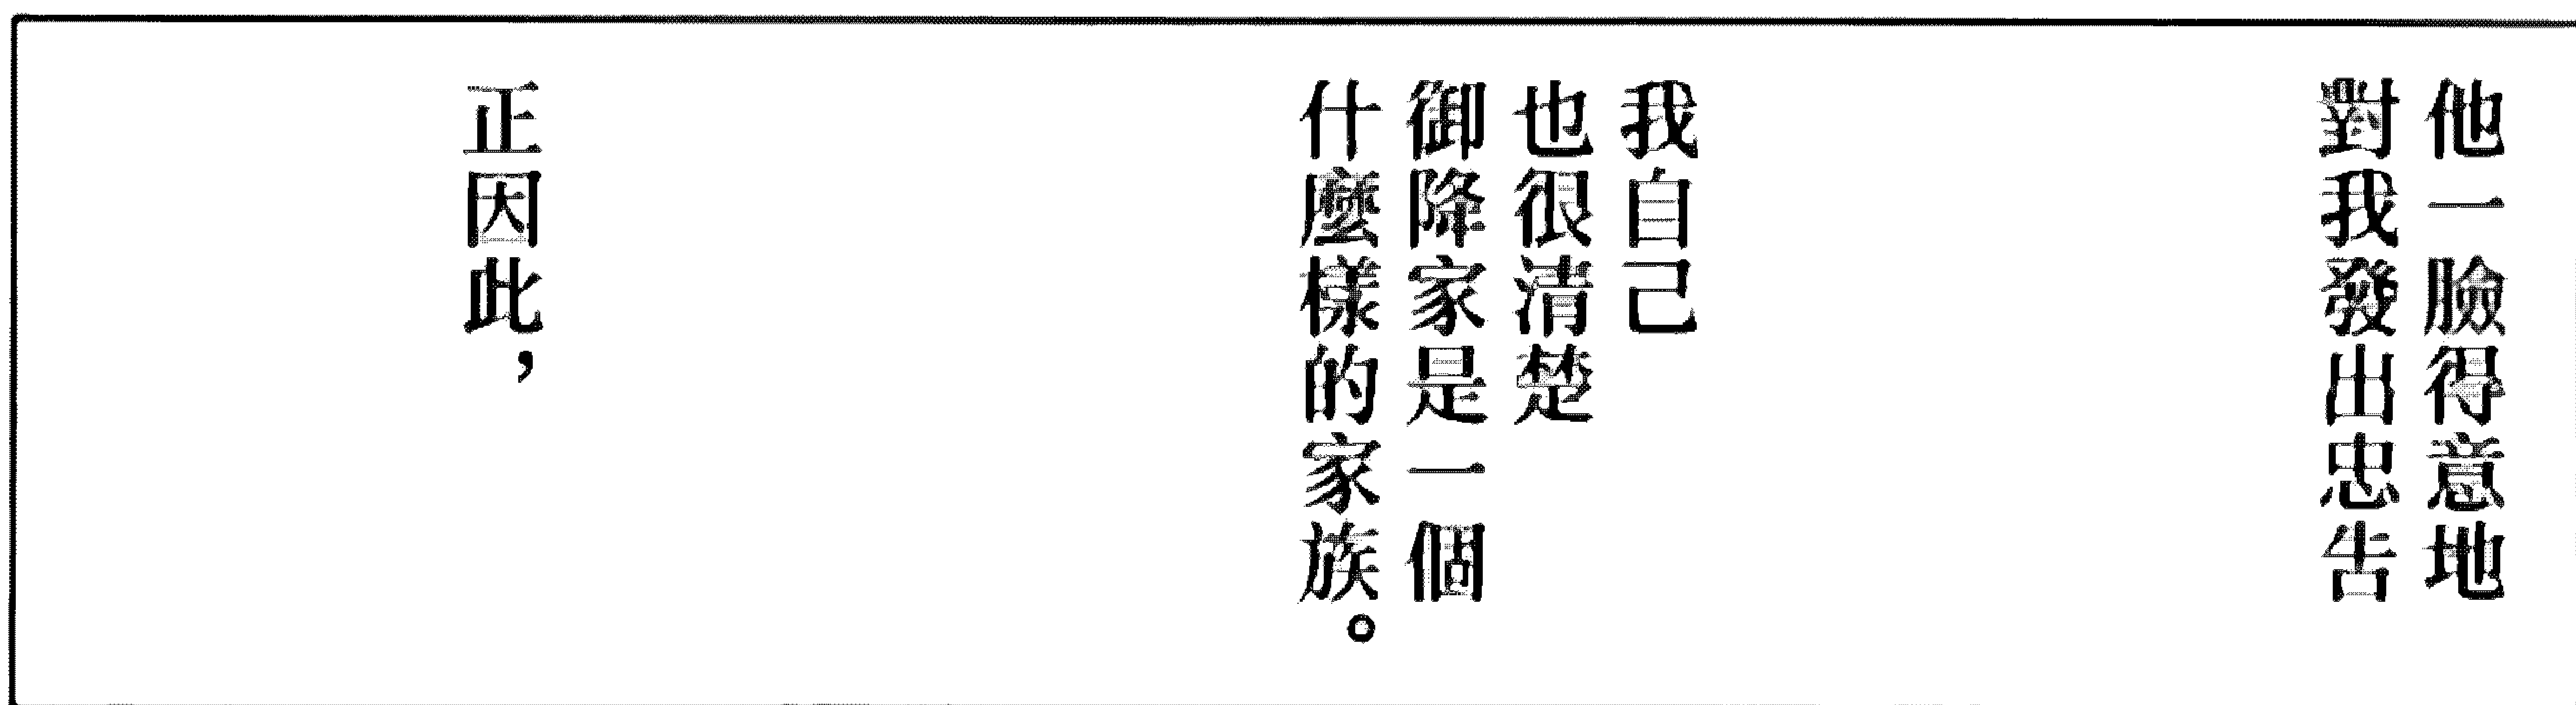 他一臉得意地
對我發出忠告
我自己
也很清楚
御降家是一個
什麼樣的家族。
正因此，